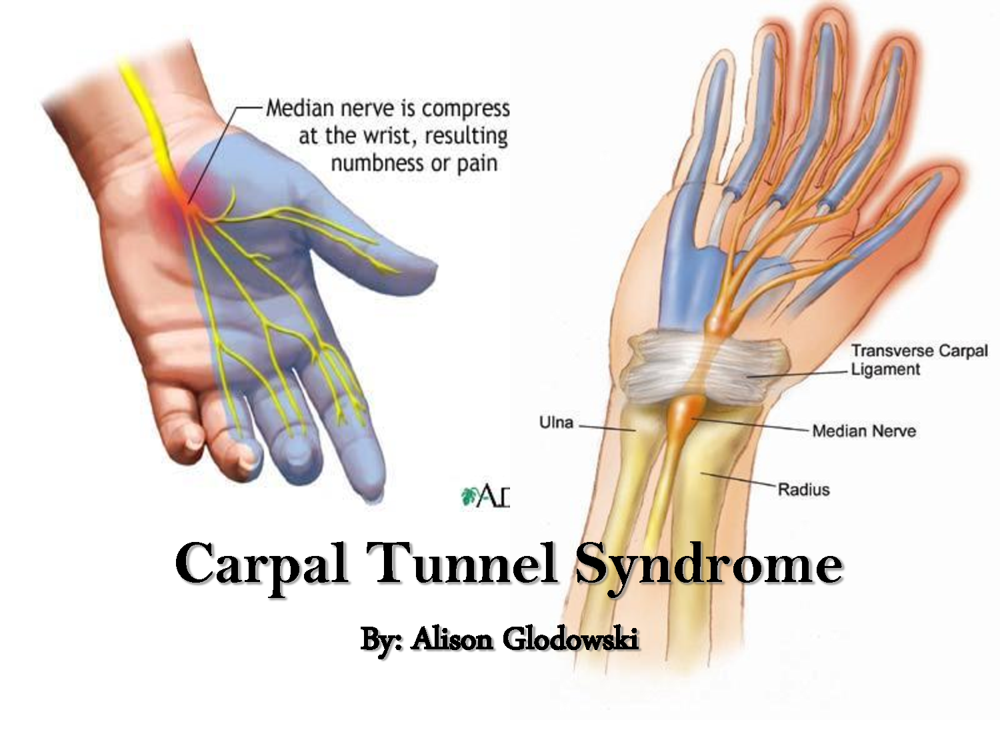 Median nerve is compress
at the wrist, resulting
numbness or pain
Transverse Carpal
Ligament
Ulna
Median Nerve
Radius
Carpal Tunnel Syndrome
By: Alison Glodowski